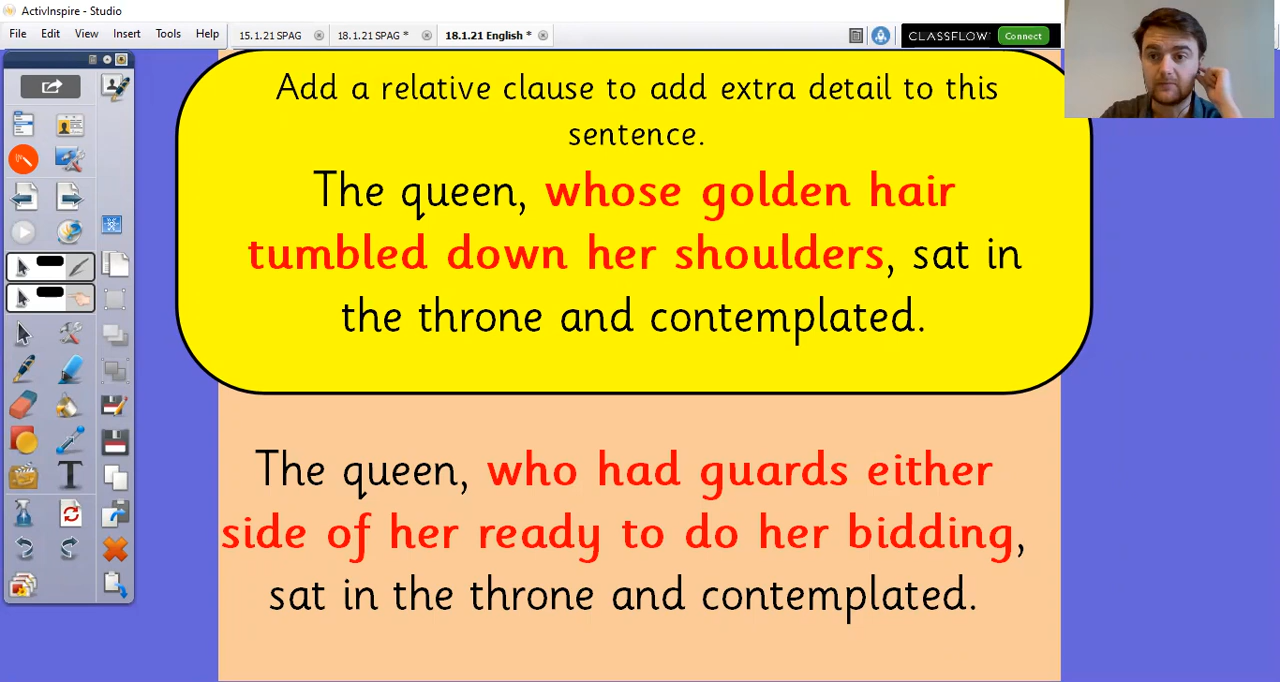 ActivInspire - Studio
File Edit View Insert Tools Help
15.1.21 SPAG 18.1.21 SPAG * 18.1.21 English *
CLASSFLOW Connect
Add a relative clause to add extra detail to this
sentence.
The queen, whose golden hair
tumbled down her shoulders, sat in
the throne and contemplated.
The queen, who had guards either
side of her ready to do her bidding,
sat in the throne and contemplated.